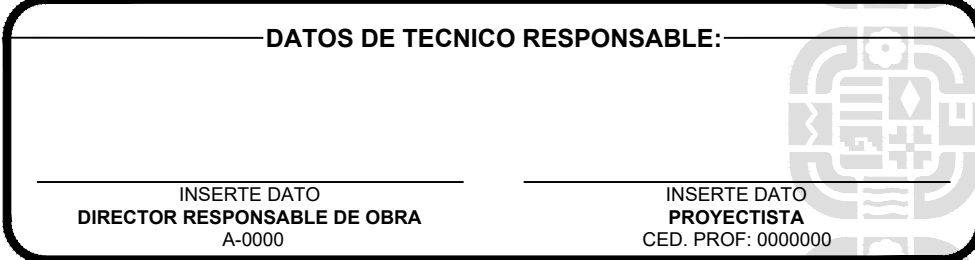 DATOS DE TECNICO RESPONSABLE:
INSERTE DATO
DIRECTOR RESPONSABLE DE OBRA
A-0000
INSERTE DATO
PROYECTISTA
CED. PROF: 0000000